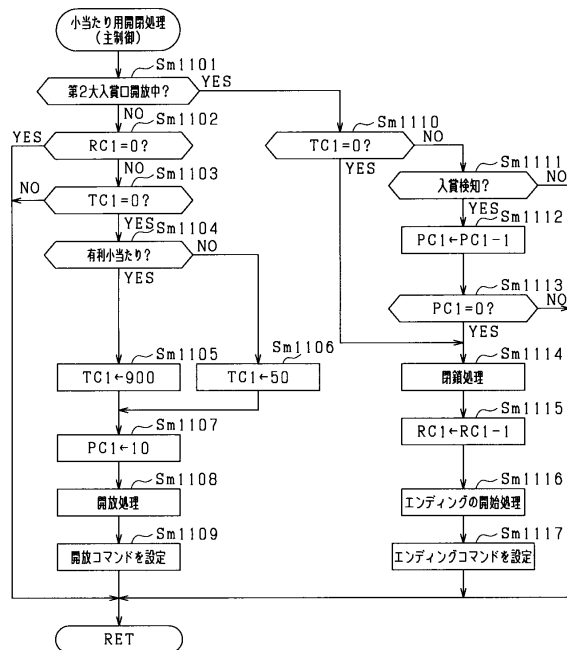 小当たり用開閉処理
(主制御)
Sm1101
第2大入賞口開放中?
YES
NO
Sm1102
RC1=0?
YES
NO
Sm1103
TC1=0?
NO
YES
Sm1104
有利小当たり?
NO
YES
Sm1105
TC1←900
Sm1106
TC1←50
Sm1107
PC1←10
Sm1108
開放処理
Sm1109
開放コマンドを設定
Sm1110
TC1=0?
NO
YES
Sm1111
入賞検知?
NO
YES
Sm1112
PC1←PC1-1
Sm1113
PC1=0?
NO
YES
Sm1114
閉鎖処理
Sm1115
RC1←RC1-1
Sm1116
エンディングの開始処理
Sm1117
エンディングコマンドを設定
RET